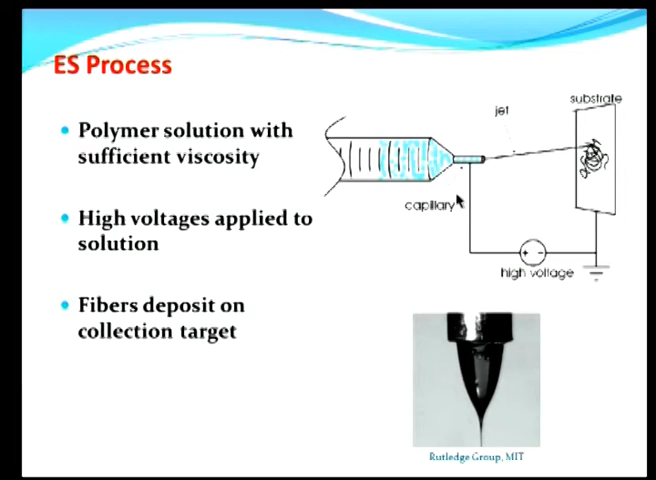 ES Process
Polymer solution with
sufficient viscosity
High voltages applied to
solution
Fibers deposit on
collection target
substrate
jet
capillary
+ -
high voltage
Rutledge Group, MIT